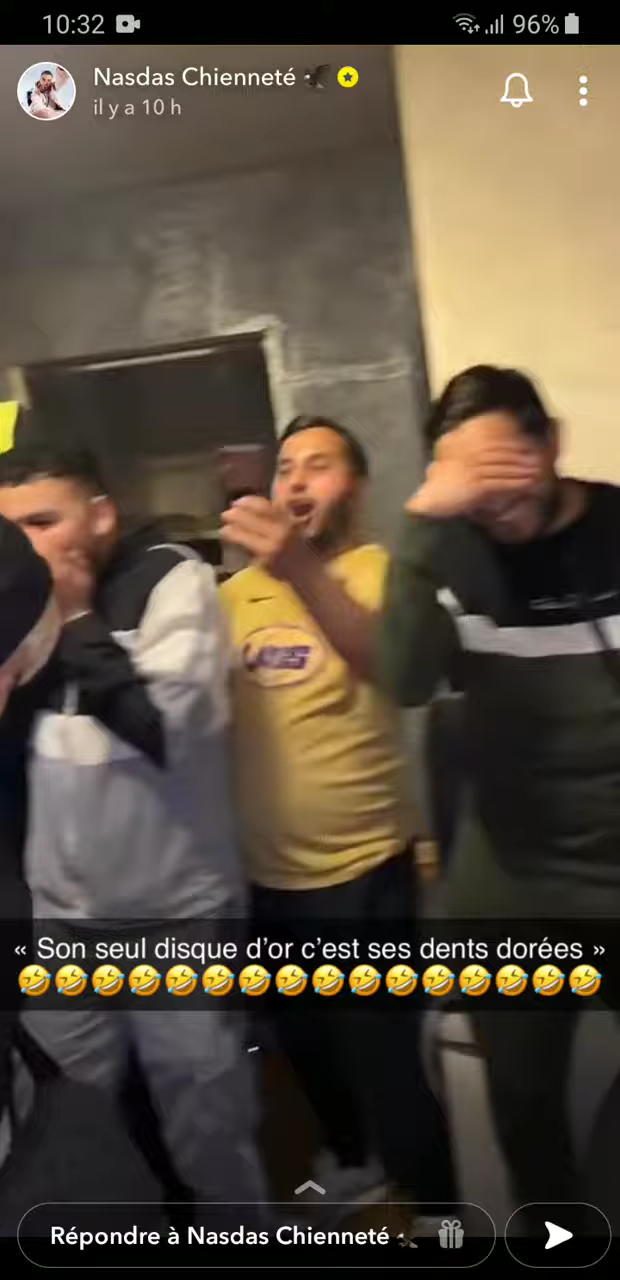 10:32 96%
Nasdas Chienneté 🦅
il y a 10 h
« Son seul disque d'or c'est ses dents dorées »
🤣🤣🤣🤣🤣🤣🤣🤣🤣🤣🤣🤣🤣🤣🤣🤣
Répondre à Nasdas Chienneté 🦅